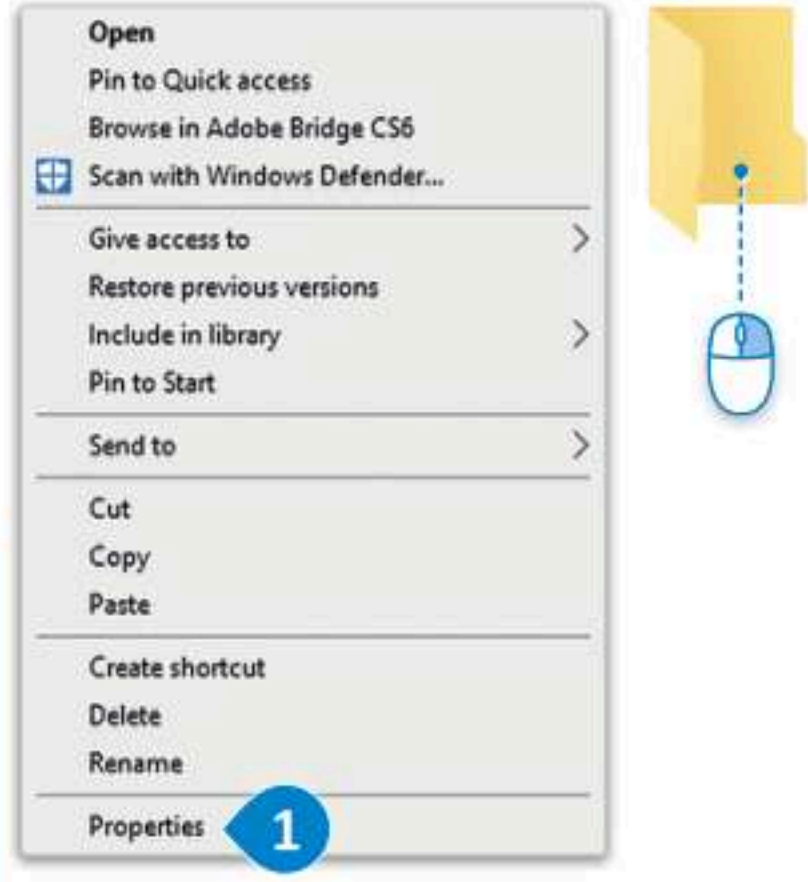 Open
Pin to Quick access
Browse in Adobe Bridge CS6
Scan with Windows Defender...
Give access to
Restore previous versions
Include in library
Pin to Start
Send to
Cut
Copy
Paste
Create shortcut
Delete
Rename
Properties 1